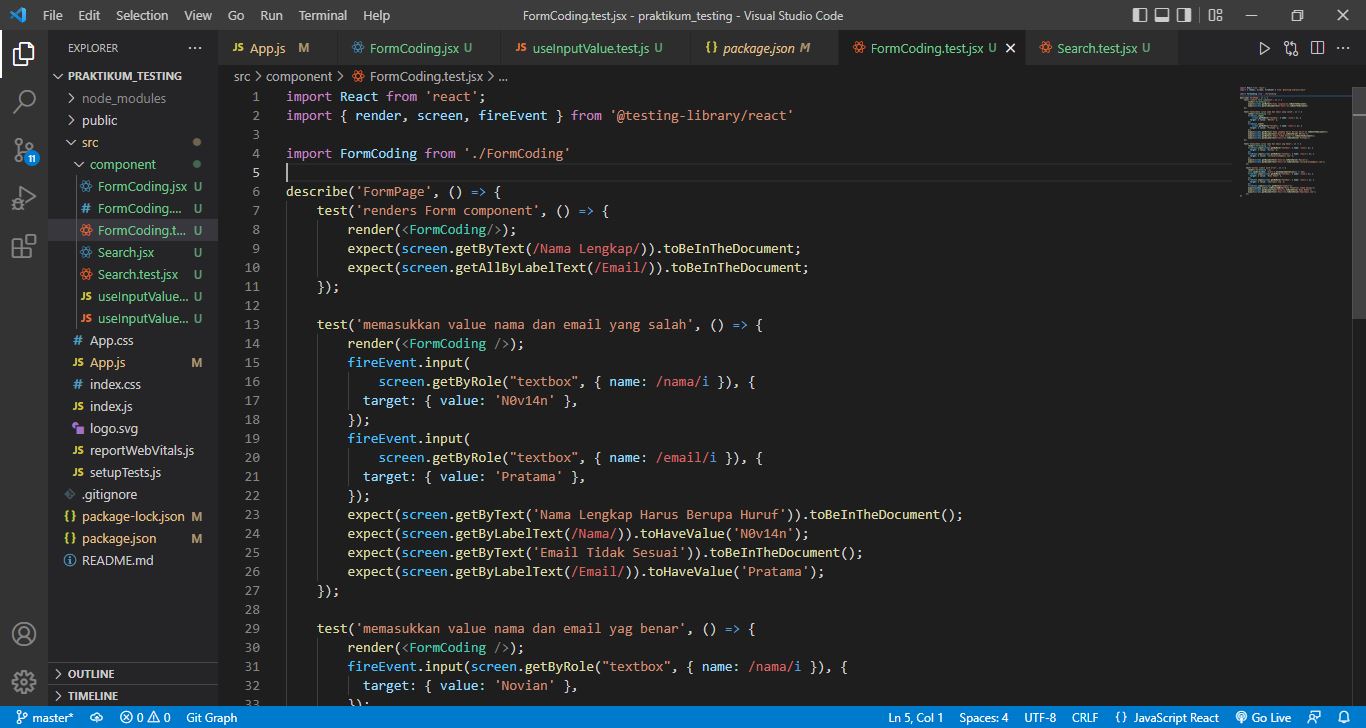 File Edit Selection View Go Run Terminal Help FormCoding.test.jsx - praktikum_testing - Visual Studio Code
EXPLORER ...
JS App.js M FormCoding.jsx U JS useInputValue.test.js U {} package.json M FormCoding.test.jsx U Search.test.jsx U
PRAKTIKUM_TESTING
node_modules
public
src
component
FormCoding.jsx U
# FormCoding.... U
FormCoding.t... U
Search.jsx U
Search.test.jsx U
JS useInputValue... U
JS useInputValue... U
# App.css
JS App.js M
# index.css
JS index.js
logo.svg
JS reportWebVitals.js
JS setupTests.js
.gitignore
{} package-lock.json M
{} package.json M
README.md
OUTLINE
TIMELINE
11
src > component > FormCoding.test.jsx > ...
1 import React from 'react';
2 import { render, screen, fireEvent } from '@testing-library/react'
3
4 import FormCoding from './FormCoding'
5
6 describe('FormPage', () => {
7 test('renders Form component', () => {
8 render(<FormCoding/>);
9 expect(screen.getByText(/Nama Lengkap/)).toBeInTheDocument;
10 expect(screen.getAllByLabelText(/Email/)).toBeInTheDocument;
11 });
12
13 test('memasukkan value nama dan email yang salah', () => {
14 render(<FormCoding />);
15 fireEvent.input(
16 screen.getByRole("textbox", { name: /nama/i }), {
17 target: { value: 'N0v14n' },
18 });
19 fireEvent.input(
20 screen.getByRole("textbox", { name: /email/i }), {
21 target: { value: 'Pratama' },
22 });
23 expect(screen.getByText('Nama Lengkap Harus Berupa Huruf')).toBeInTheDocument();
24 expect(screen.getByLabelText(/Nama/)).toHaveValue('N0v14n');
25 expect(screen.getByText('Email Tidak Sesuai')).toBeInTheDocument();
26 expect(screen.getByLabelText(/Email/)).toHaveValue('Pratama');
27 });
28
29 test('memasukkan value nama dan email yag benar', () => {
30 render(<FormCoding />);
31 fireEvent.input(screen.getByRole("textbox", { name: /nama/i }), {
32 target: { value: 'Novian' },
33 });
master* 0 0 Git Graph Ln 5, Col 1 Spaces: 4 UTF-8 CRLF {} JavaScript React Go Live